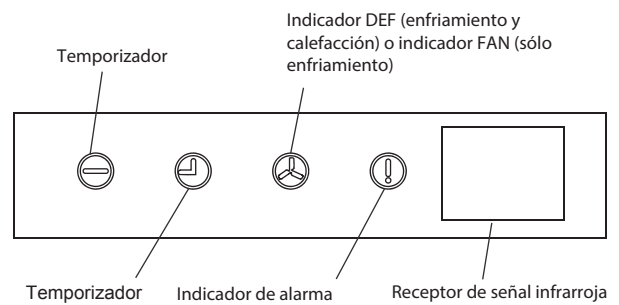 Indicador DEF (enfriamiento y
calefacción) o indicador FAN (sólo
enfriamiento)
Temporizador
Temporizador
Indicador de alarma
Receptor de señal infrarroja